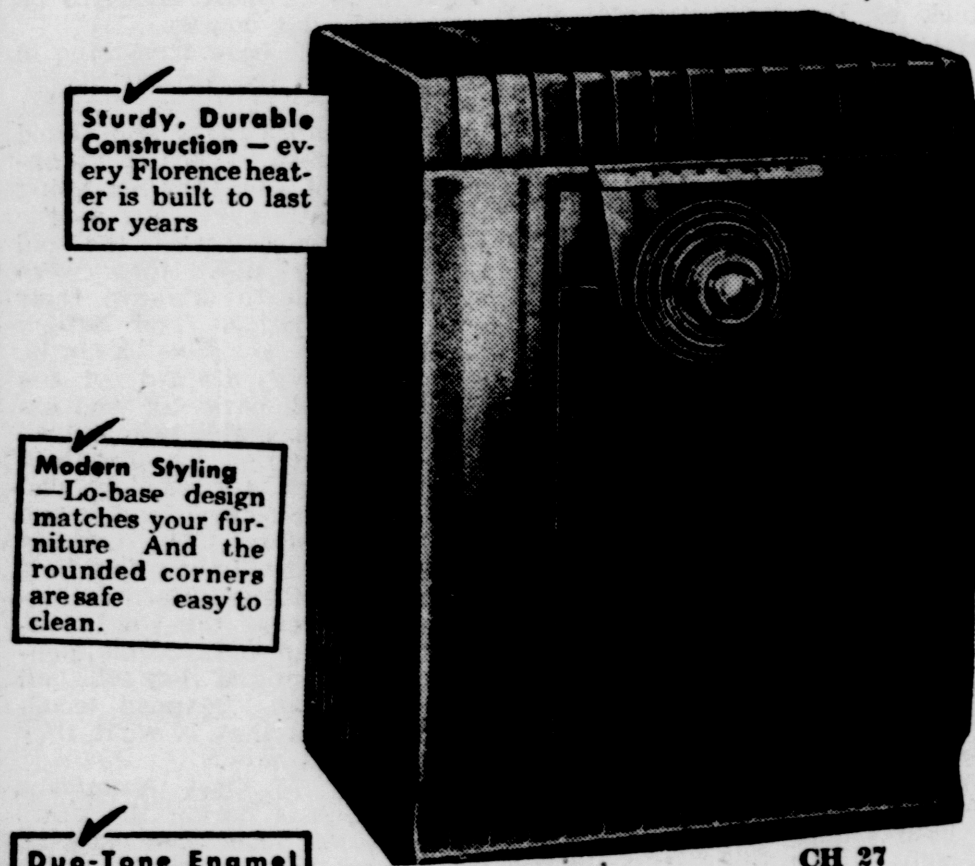 Sturdy, Durable
Construction — ev-
ery Florence heat-
er is built to last
for years
Modern Styling
—Lo-base design
matches your fur-
niture And the
rounded corners
are safe easy to
clean.
Duo-Tone Enamel
CH 27